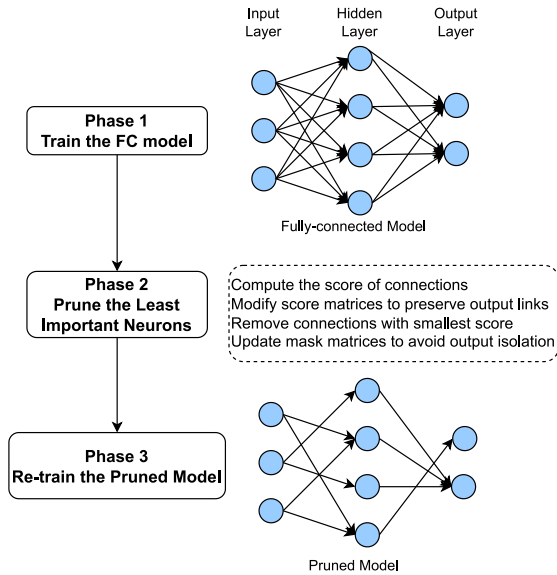 Input
Layer
Hidden
Layer
Output
Layer
Phase 1
Train the FC model
Fully-connected Model
Phase 2
Prune the Least
Important Neurons
Compute the score of connections
Modify score matrices to preserve output links
Remove connections with smallest score
Update mask matrices to avoid output isolation
Phase 3
Re-train the Pruned Model
Pruned Model